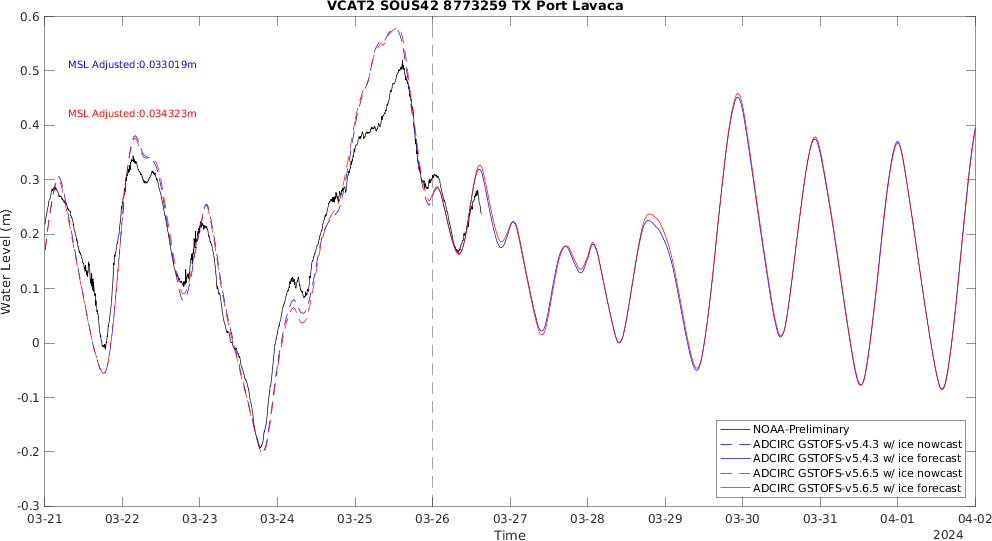 VCAT2 SOUS42 8773259 TX Port Lavaca
MSL Adjusted:0.033019m
MSL Adjusted:0.034323m
Water Level (m)
0.6
0.5
0.4
0.3
0.2
0.1
0
-0.1
-0.2
-0.3
NOAA-Preliminary
ADCIRC GSTOFS-v5.4.3 w/ ice nowcast
ADCIRC GSTOFS-v5.4.3 w/ ice forecast
ADCIRC GSTOFS-v5.6.5 w/ ice nowcast
ADCIRC GSTOFS-v5.6.5 w/ ice forecast
03-21 03-22 03-23 03-24 03-25 03-26 03-27 03-28 03-29 03-30 03-31 04-01 04-02
Time
2024